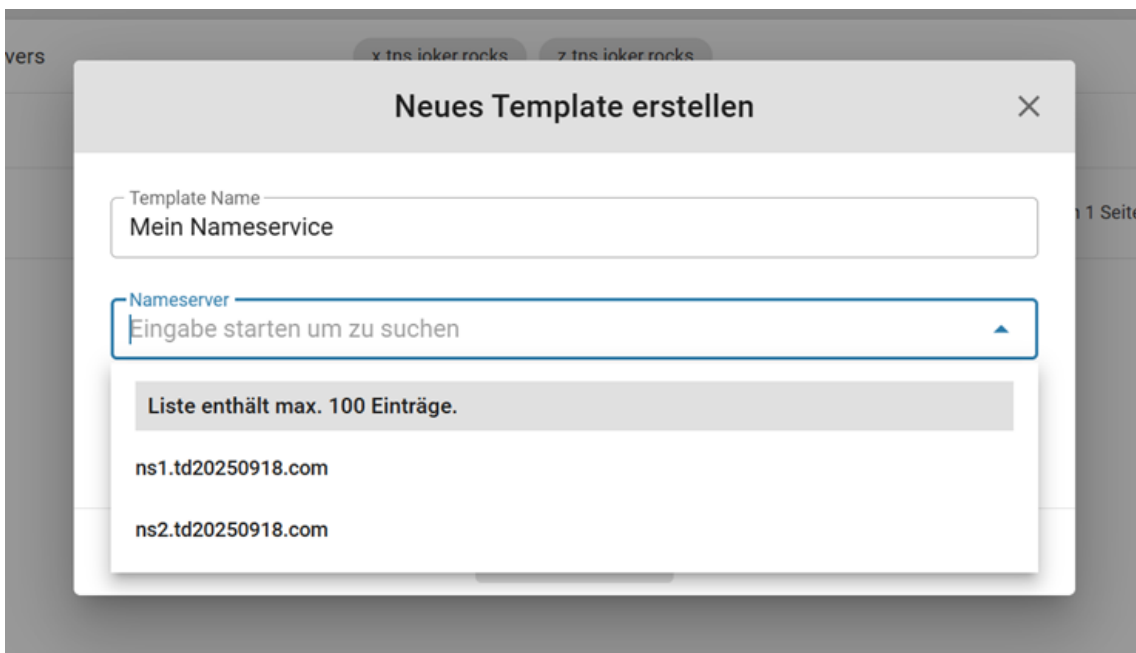 vers
x.tns.joker.rocks z.tns.joker.rocks
Neues Template erstellen
Template Name
Mein Nameservice
1 Seite
Nameserver
Eingabe starten um zu suchen
Liste enthält max. 100 Einträge.
ns1.td20250918.com
ns2.td20250918.com